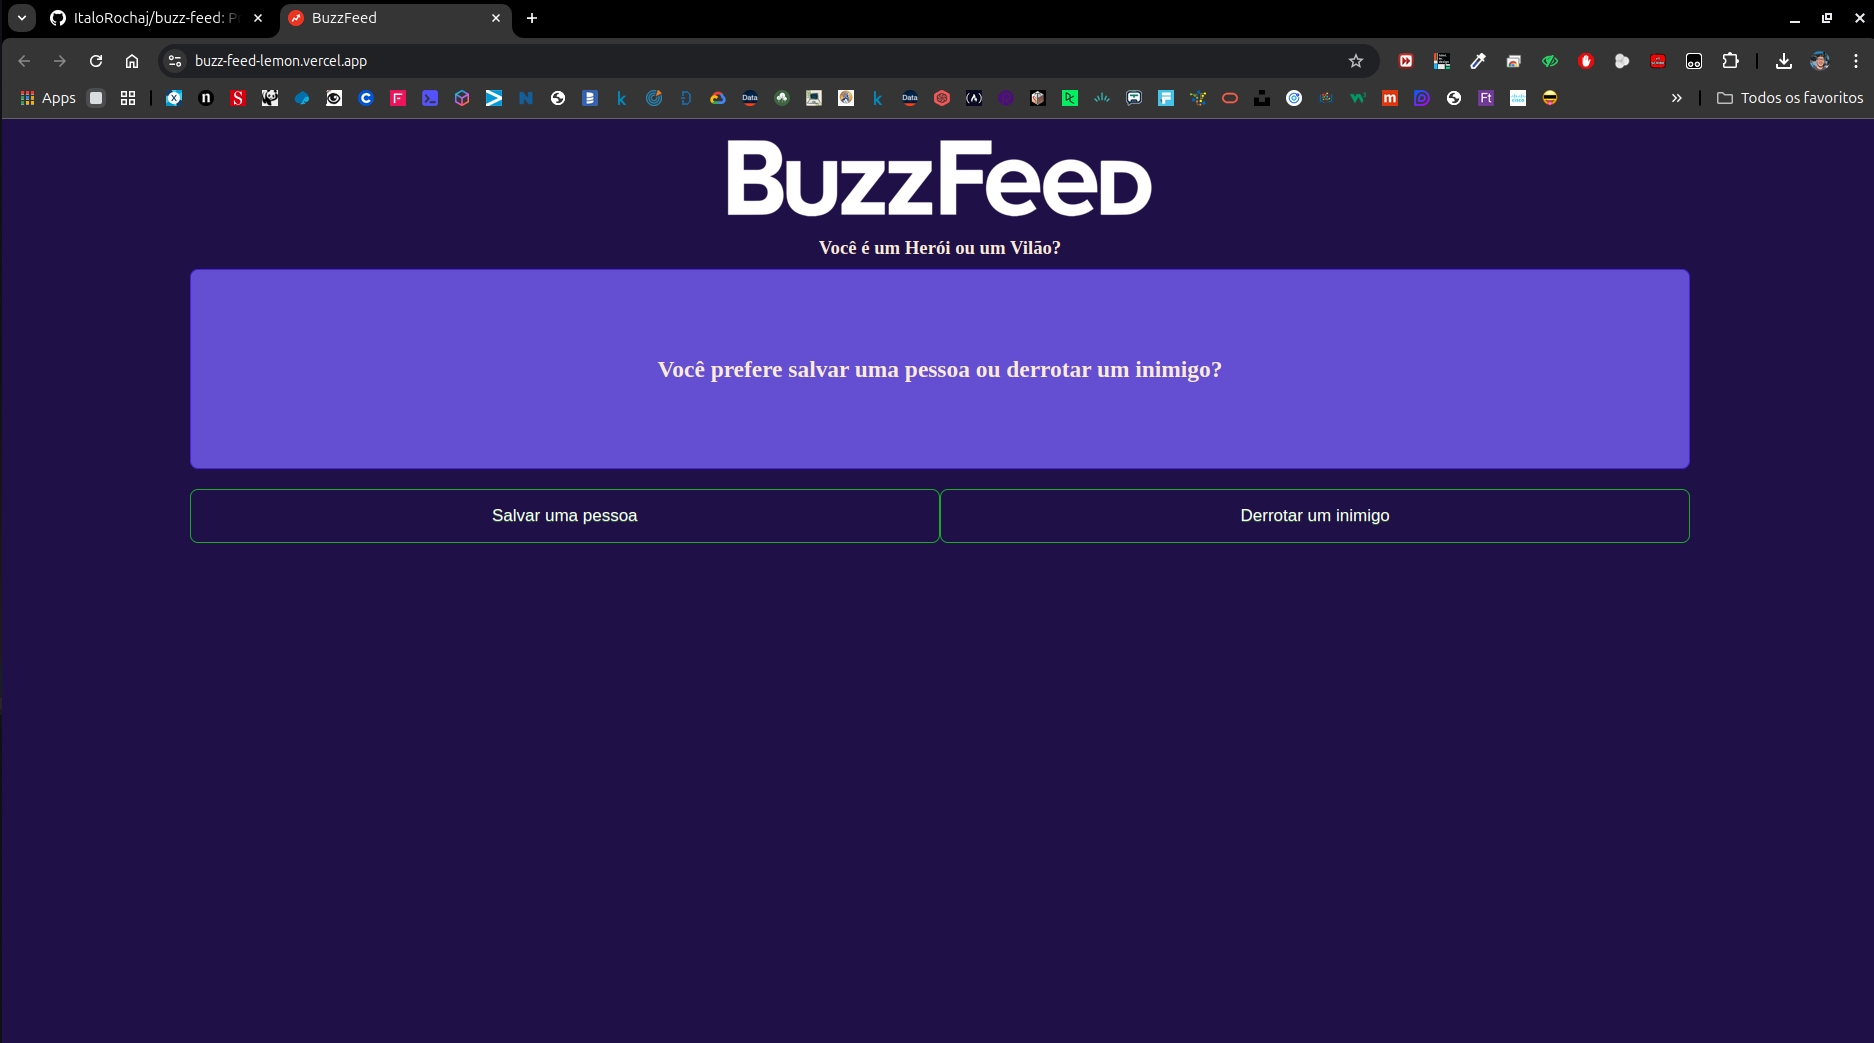 ItaloRochaj/buzz-feed: Pr
BuzzFeed
buzz-feed-lemon.vercel.app
Apps
Todos os favoritos
BuzzFeed
Você é um Herói ou um Vilão?
Você prefere salvar uma pessoa ou derrotar um inimigo?
Salvar uma pessoa
Derrotar um inimigo